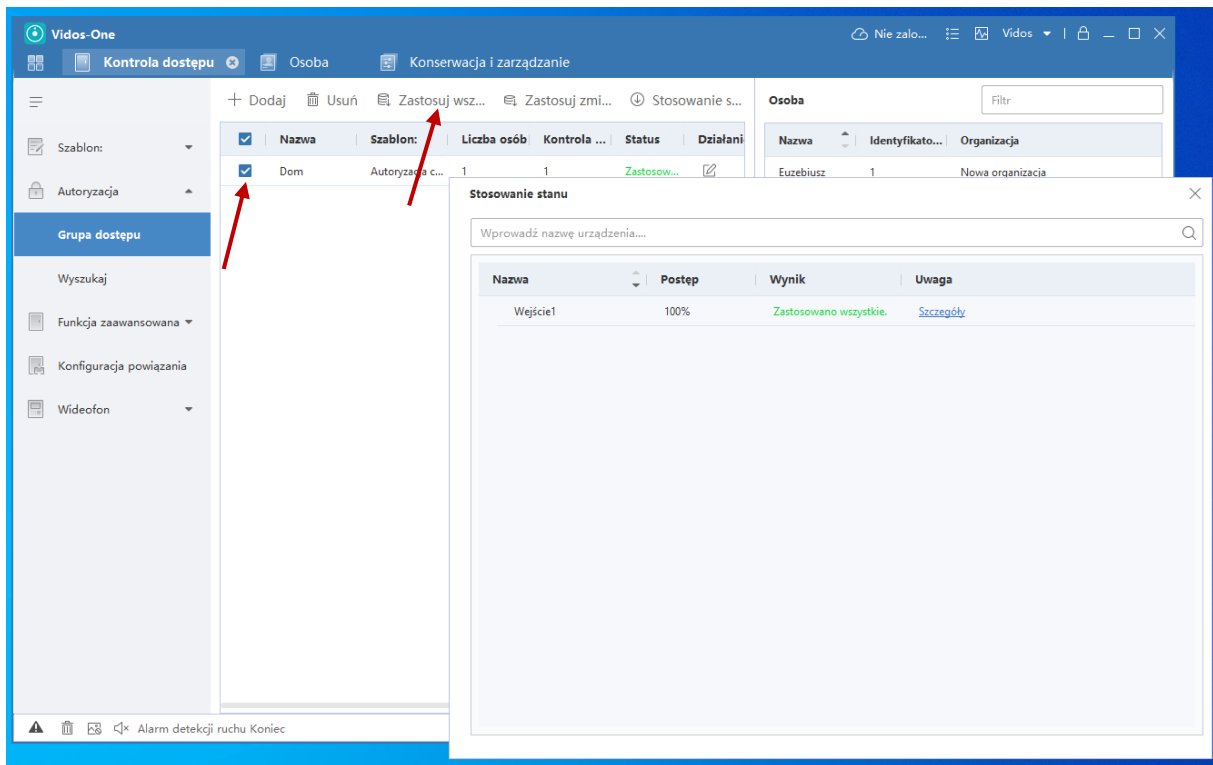 Vidos-One
Nie zalo...
Vidos
Kontrola dostępu
Osoba
Konserwacja i zarządzanie
Dodaj
Usuń
Zastosuj wsz...
Zastosuj zmi...
Stosowanie s...
Osoba
Filtr
Szablon:
Autoryzacja
Grupa dostępu
Wyszukaj
Funkcja zaawansowana
Konfiguracja powiązania
Wideofon
Nazwa
Szablon:
Liczba osób
Kontrola ...
Status
Działani
Dom
Autoryzacja c...
1
1
Zastosow...
Nazwa
Identyfikato...
Organizacja
Euzebiusz
1
Nowa organizacja
Stosowanie stanu
Wprowadź nazwę urządzenia....
Nazwa
Postęp
Wynik
Uwaga
Wejście1
100%
Zastosowano wszystkie.
Szczegóły
Alarm detekcji ruchu Koniec